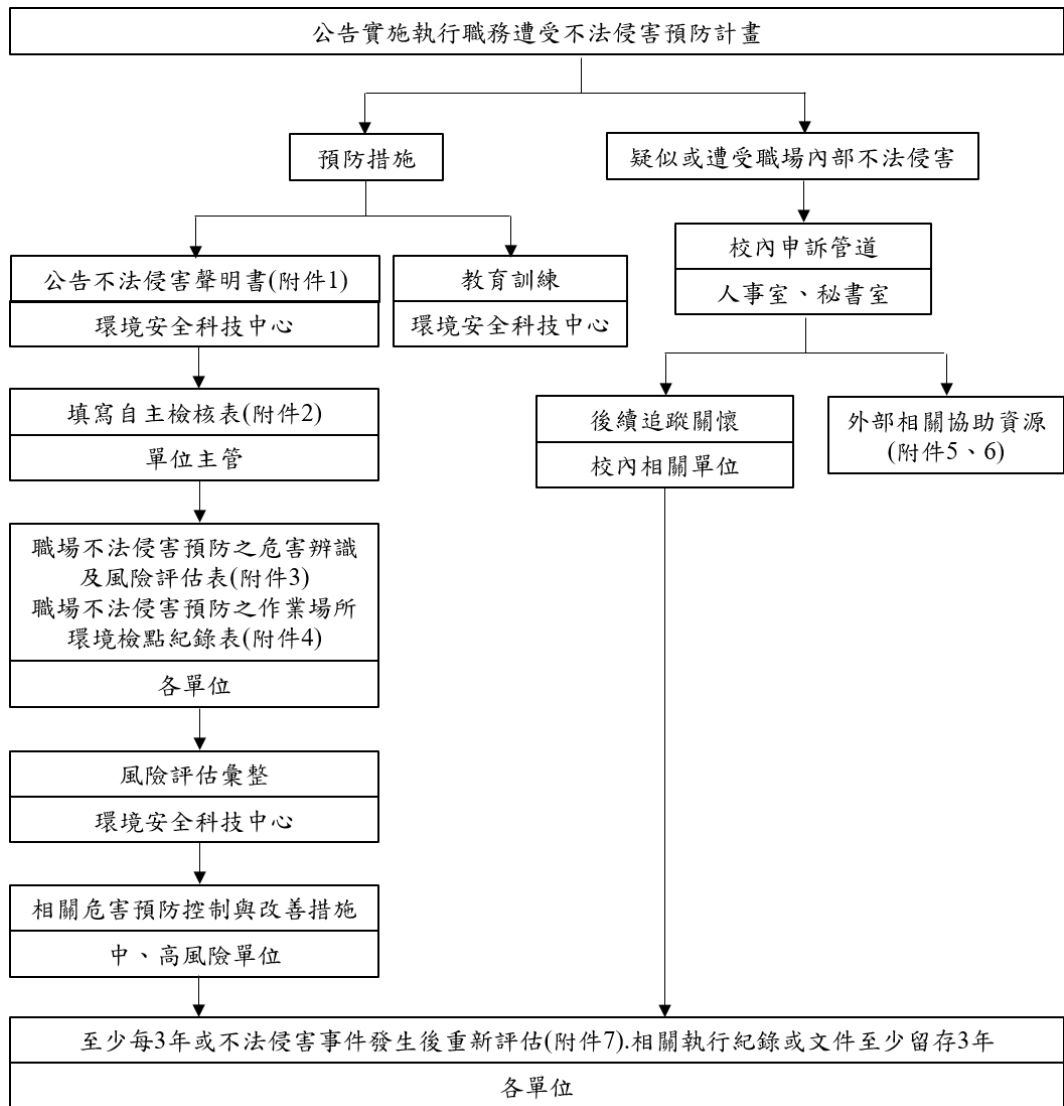 公告實施執行職務遭受不法侵害預防計畫
預防措施
疑似或遭受職場內部不法侵害
公告不法侵害聲明書(附件1)
環境安全科技中心
教育訓練
環境安全科技中心
校內申訴管道
人事室、秘書室
填寫自主檢核表(附件2)
單位主管
後續追蹤關懷
校內相關單位
外部相關協助資源
(附件5、6)
職場不法侵害預防之危害辨識
及風險評估表(附件3)
職場不法侵害預防之作業場所
環境檢點紀錄表(附件4)
各單位
風險評估彙整
環境安全科技中心
相關危害預防控制與改善措施
中、高風險單位
至少每3年或不法侵害事件發生後重新評估(附件7).相關執行紀錄或文件至少留存3年
各單位